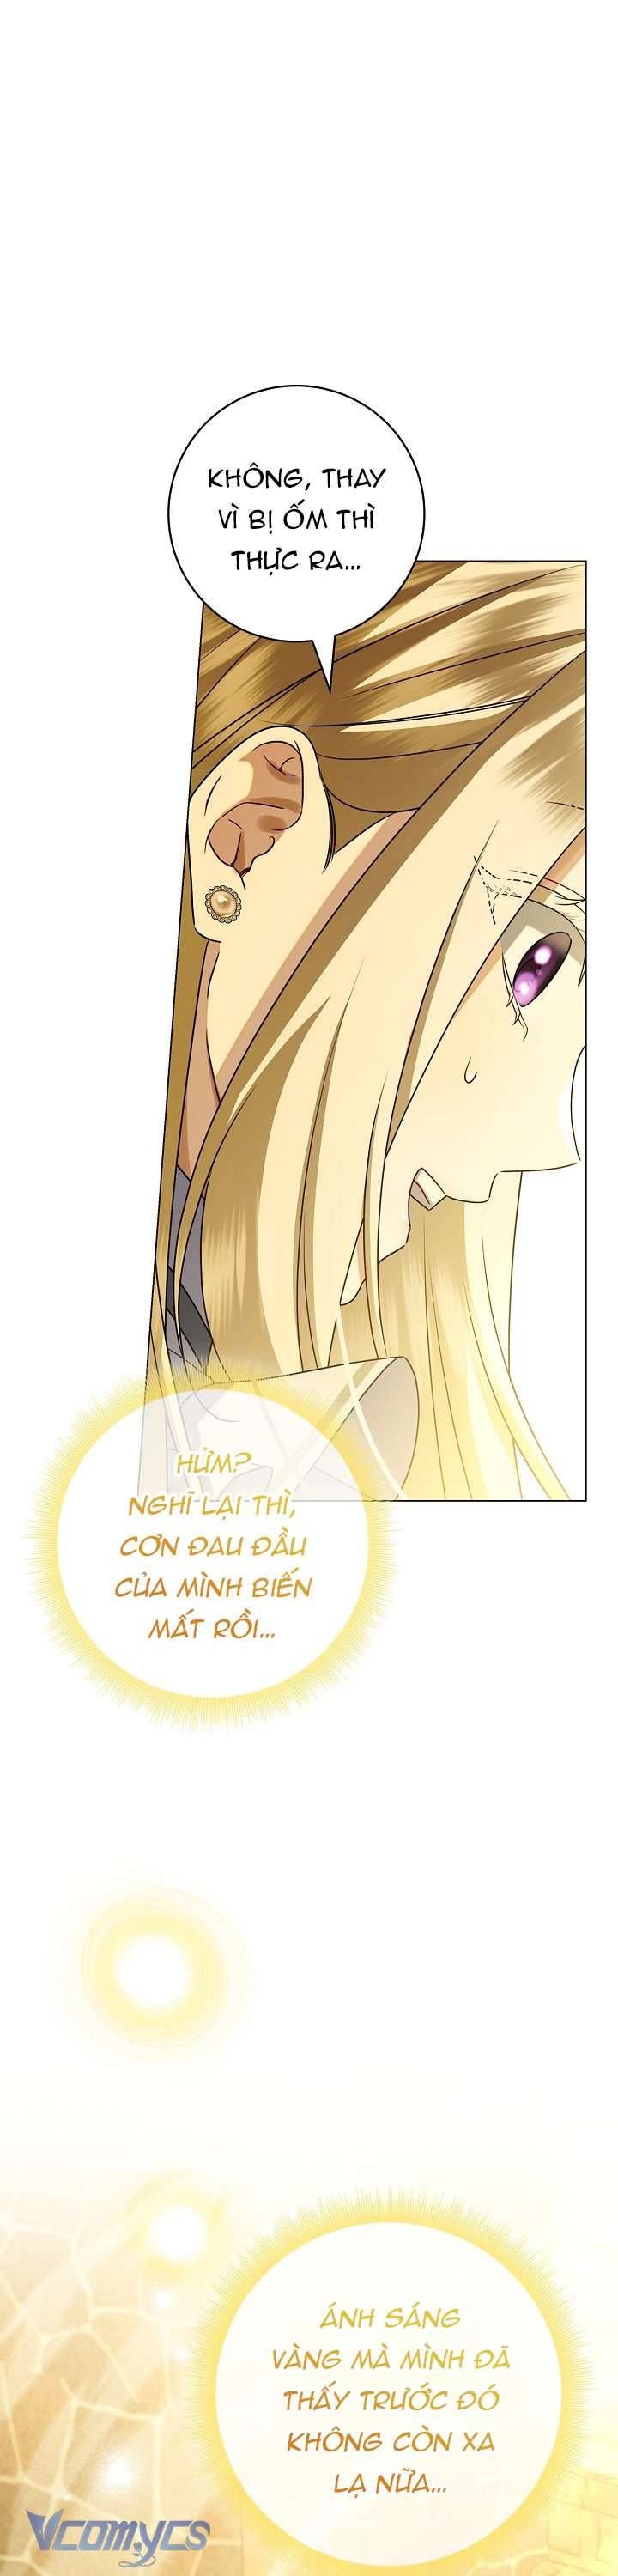 KHÔNG, THAY
VÌ BỊ ỐM THÌ
THỰC RA...
HỬM?
NGHĨ LẠI THÌ,
CƠN ĐAU ĐẦU
CỦA MÌNH BIẾN
MẤT RỒI...
ÁNH SÁNG
VÀNG MÀ MÌNH ĐÃ
THẤY TRƯỚC ĐÓ
KHÔNG CÒN XA
LẠ NỮA...
Vcomycs